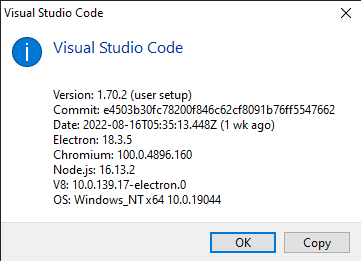 Visual Studio Code
Visual Studio Code
Version: 1.70.2 (user setup)
Commit: e4503b30fc78200f846c62cf8091b76ff5547662
Date: 2022-08-16T05:35:13.448Z (1 wk ago)
Electron: 18.3.5
Chromium: 100.0.4896.160
Node.js: 16.13.2
V8: 10.0.139.17-electron.0
OS: Windows_NT x64 10.0.19044
OK Copy